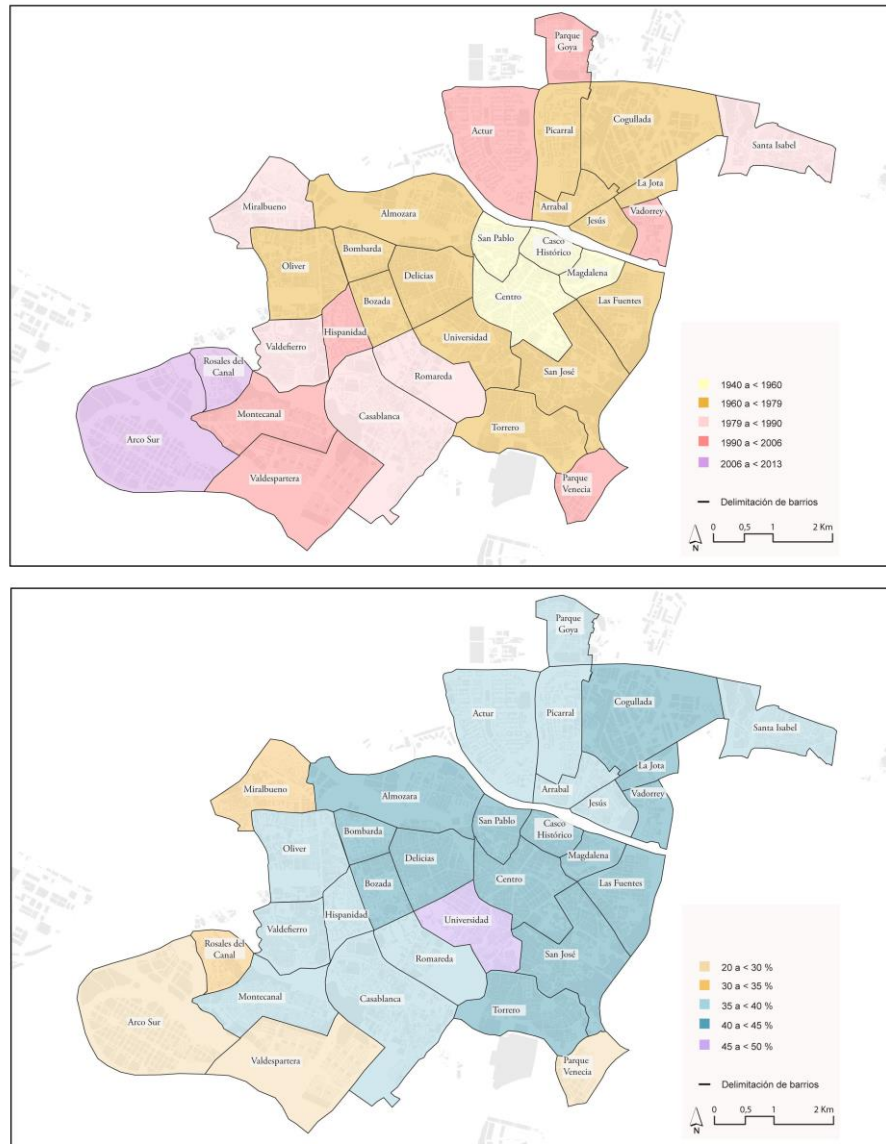 Parque
Goya
Actur
Picarral
Cogullada
Santa Isabel
La Jota
Miralbueno
Vadorrey
Almozara
Arrabal
Jesús
San Pablo
Casco
Histórico
Bombarda
Oliver
Delicias
Magdalena
Centro
Las Fuentes
Bozada
Hispanidad
Universidad
Valdefierro
Rosales del
Canal
Romareda
San José
Montecanal
Casablanca
Torrero
Arco Sur
Valdespartera
Parque
Venecia
1940 a < 1960
1960 a < 1979
1979 a < 1990
1990 a < 2006
2006 a < 2013
Delimitación de barrios
N
0 0,5 1 2 Km
Parque
Goya
Actur
Picarral
Cogullada
Santa Isabel
La Jota
Miralbueno
Vadorrey
Almozara
Arrabal
Jesús
San Pablo
Casco
Histórico
Bombarda
Oliver
Delicias
Magdalena
Centro
Las Fuentes
Bozada
Hispanidad
Universidad
Valdefierro
Rosales del
Canal
Romareda
San José
Montecanal
Casablanca
Torrero
Arco Sur
Valdespartera
Parque
Venecia
20 a < 30 %
30 a < 35%
35 a < 40%
40 a < 45%
45 a < 50%
Delimitación de barrios
N
0 0,5 1 2 Km